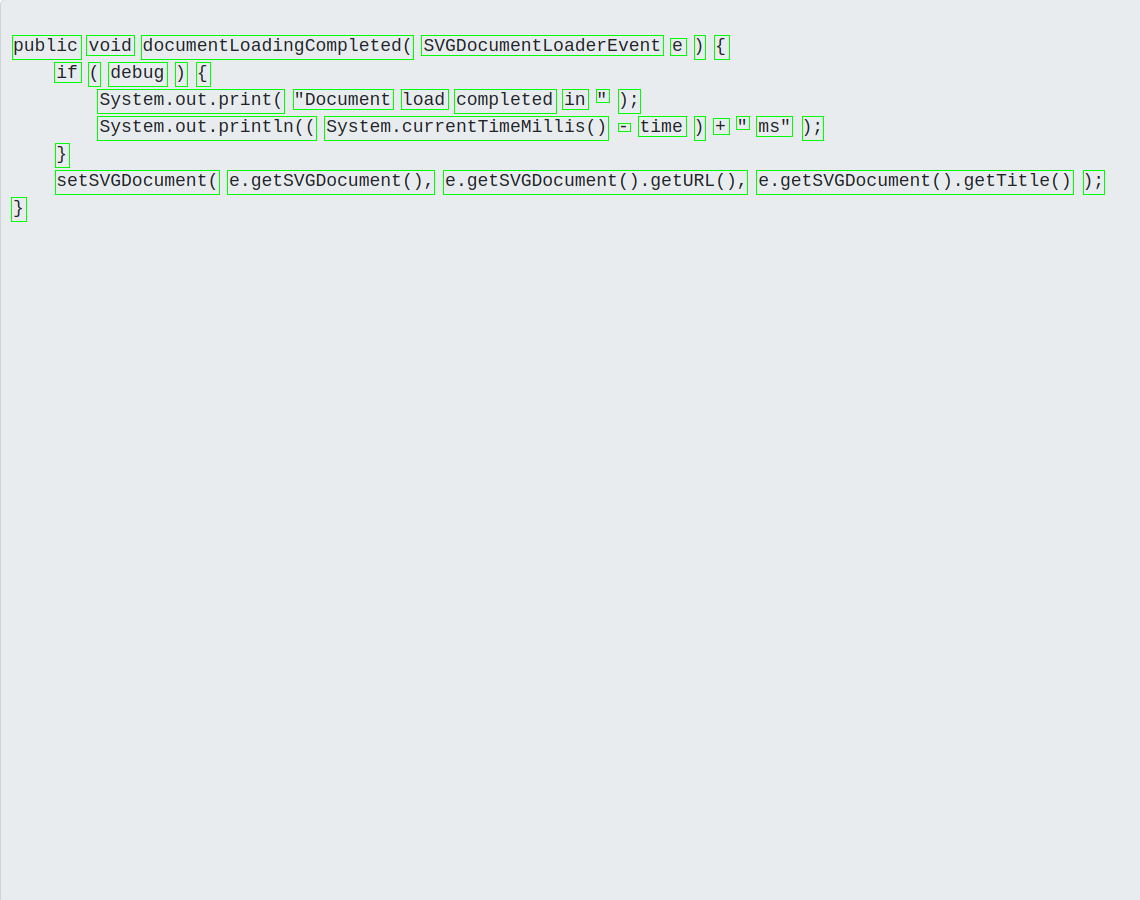 public void documentLoadingCompleted( SVGDocumentLoaderEvent e ) {
    if ( debug ) {
        System.out.print( "Document load completed in " );
        System.out.println(( System.currentTimeMillis() - time ) + " ms" );
    }
    setSVGDocument( e.getSVGDocument(), e.getSVGDocument().getURL(), e.getSVGDocument().getTitle() );
}